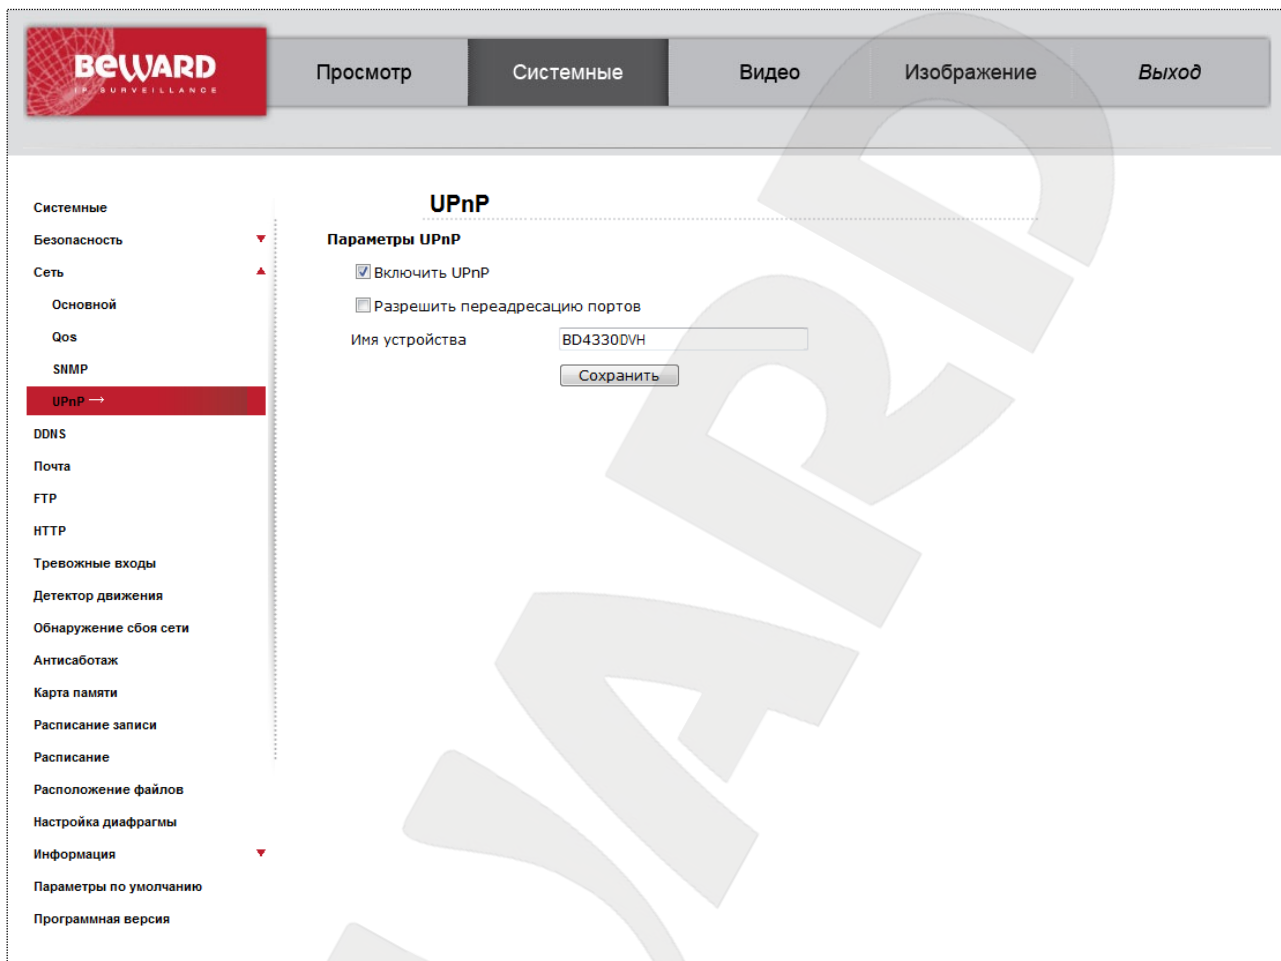 BEWARD
IP SURVEILLANCE
Просмотр
Системные
Видео
Изображение
Выход
Системные
Безопасность
Сеть
Основной
Qos
SNMP
UPnP →
DDNS
Почта
FTP
HTTP
Тревожные входы
Детектор движения
Обнаружение сбоя сети
Антисаботаж
Карта памяти
Расписание записи
Расписание
Расположение файлов
Настройка диафрагмы
Информация
Параметры по умолчанию
Программная версия
UPnP
Параметры UPnP
Включить UPnP
Разрешить переадресацию портов
Имя устройства BD4330DVH
Сохранить
WARD